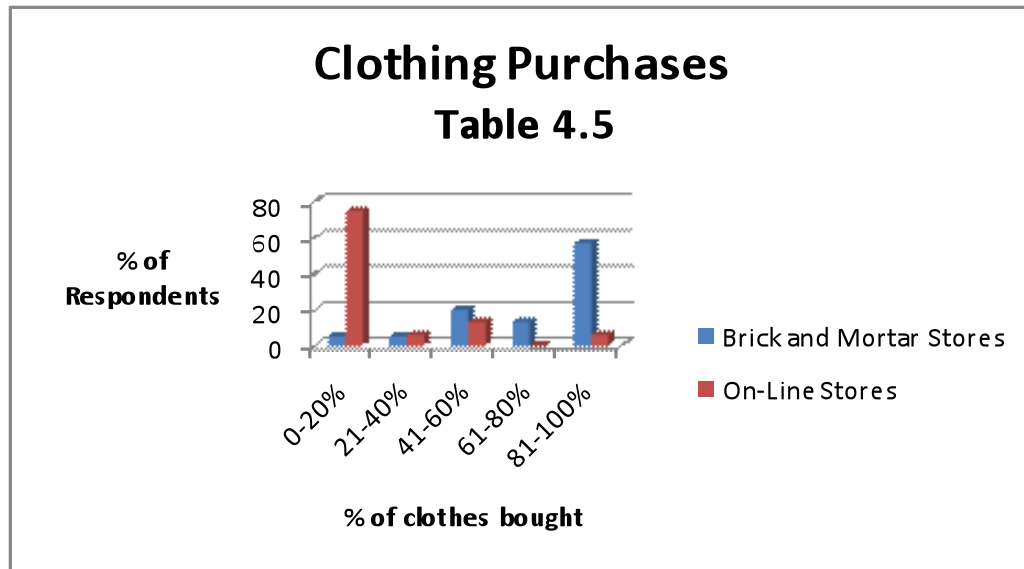 Clothing Purchases
Table 4.5
80
60
40
20
0
% of
Respondents
0-20%
21-40%
41-60%
61-80%
81-100%
% of clothes bought
Brick and Mortar Stores
On-Line Stores